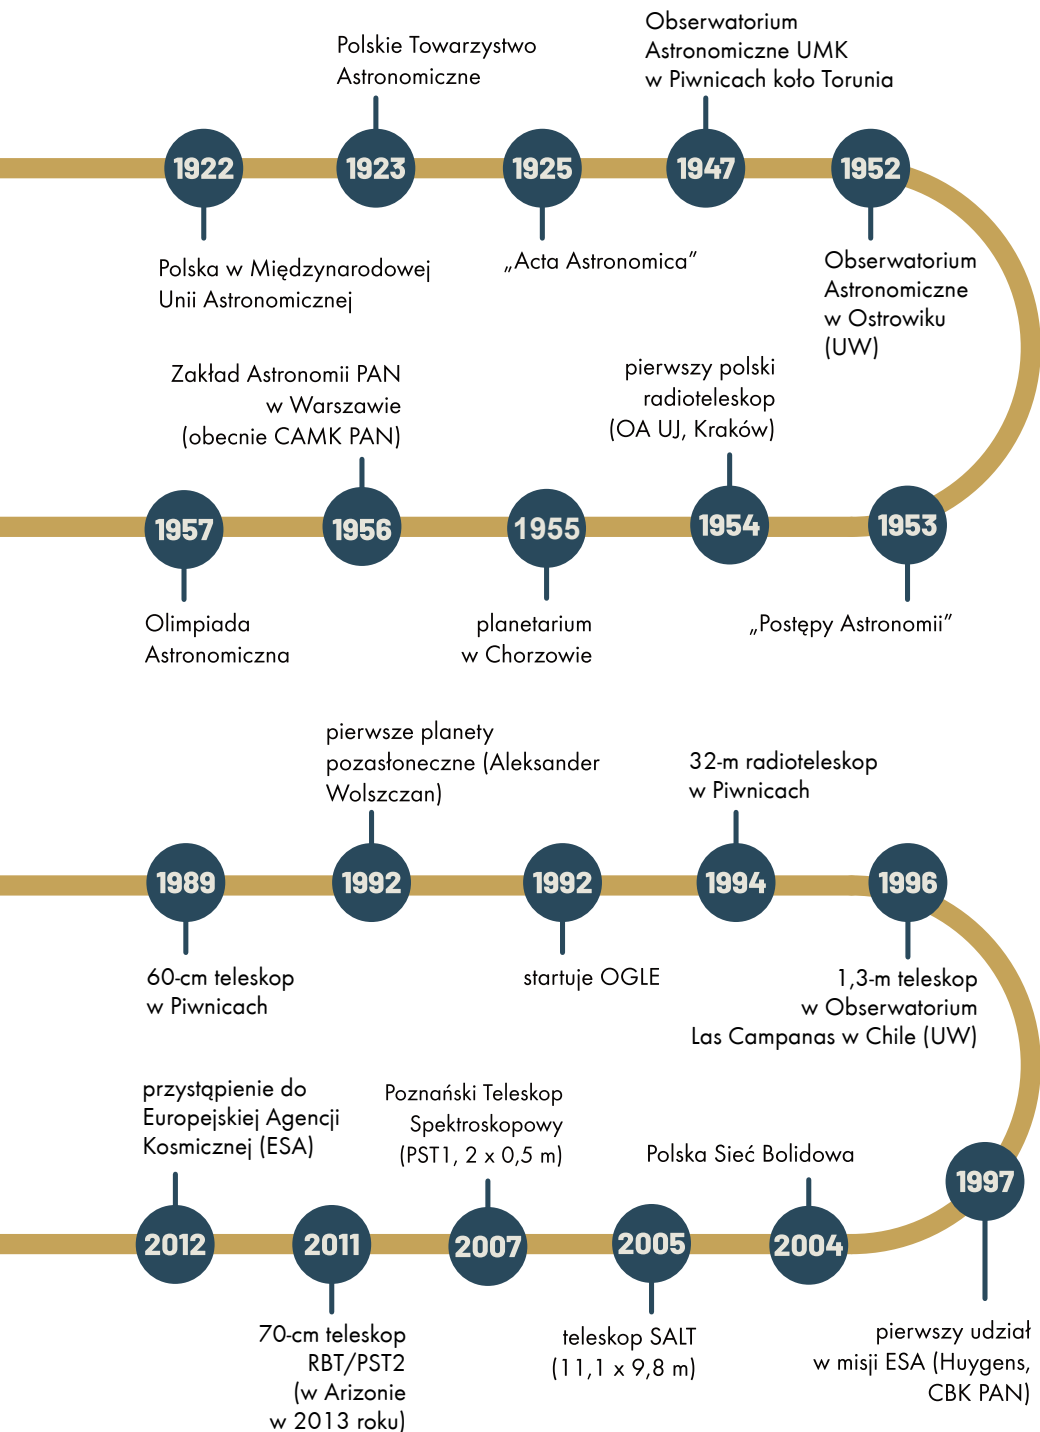 Polskie Towarzystwo
Astronomiczne
Obserwatorium
Astronomiczne UMK
w Piwnicach koło Torunia
1922
1923
1925
1947
1952
Polska w Międzynarodowej
Unii Astronomicznej
„Acta Astronomica”
Obserwatorium
Astronomiczne
w Ostrowiku
(UW)
Zakład Astronomii PAN
w Warszawie
(obecnie CAMK PAN)
pierwszy polski
radioteleskop
(OA UJ, Kraków)
1957
1956
1955
1954
1953
Olimpiada
Astronomiczna
planetarium
w Chorzowie
„Postępy Astronomii”
pierwsze planety
pozasłoneczne (Aleksander
Wolszczan)
32-m radioteleskop
w Piwnicach
1989
1992
1992
1994
1996
60-cm teleskop
w Piwnicach
startuje OGLE
1,3-m teleskop
w Obserwatorium
Las Campanas w Chile (UW)
przystąpienie do
Europejskiej Agencji
Kosmicznej (ESA)
Poznański Teleskop
Spektroskopowy
(PST1, 2 x 0,5 m)
Polska Sieć Bolidowa
1997
2012
2011
2007
2005
2004
70-cm teleskop
RBT/PST2
(w Arizonie
w 2013 roku)
teleskop SALT
(11,1 x 9,8 m)
pierwszy udział
w misji ESA (Huygens,
CBK PAN)